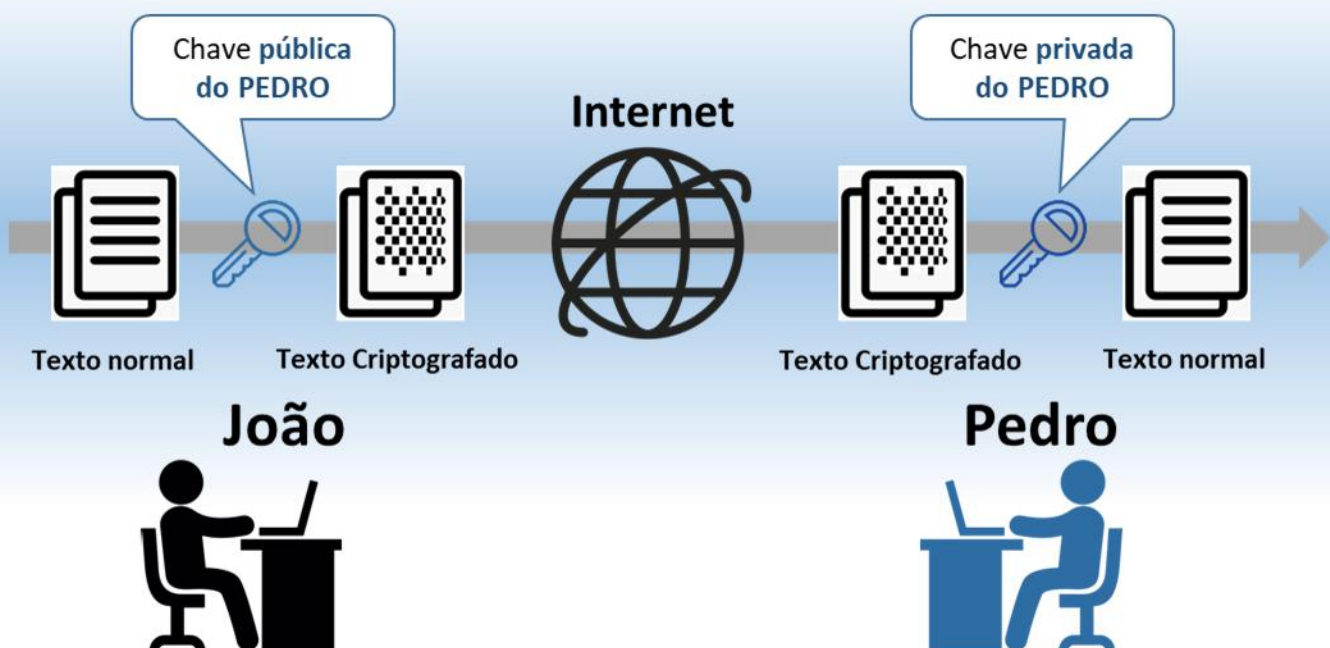 Chave pública
do PEDRO
Chave privada
do PEDRO
Internet
Texto normal
Texto Criptografado
Texto Criptografado
Texto normal
João
Pedro